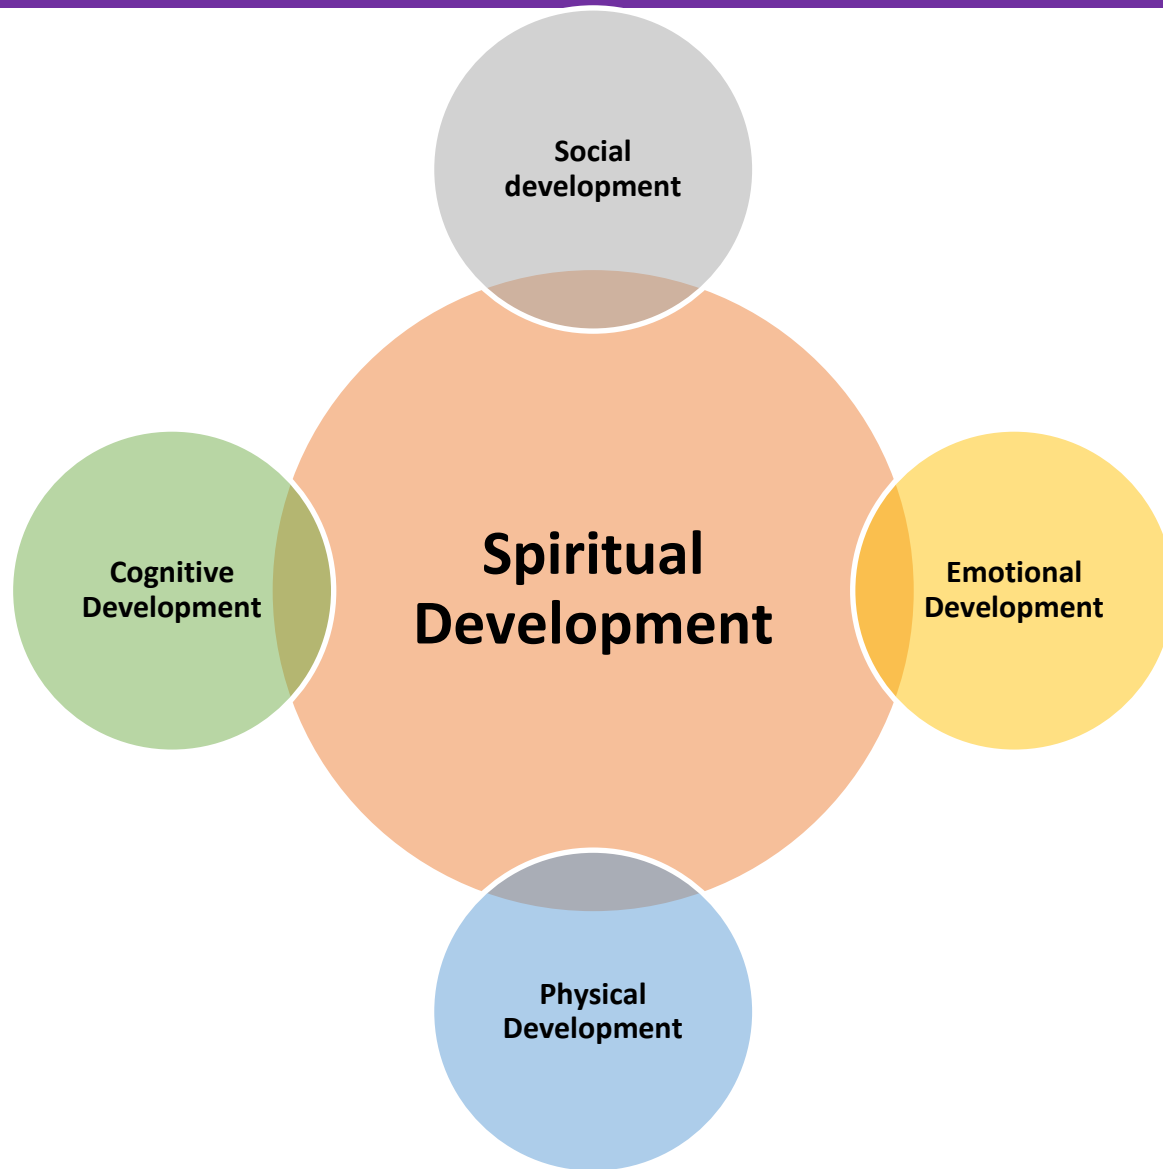 Social
development
Cognitive
Development
Spiritual
Development
Emotional
Development
Physical
Development